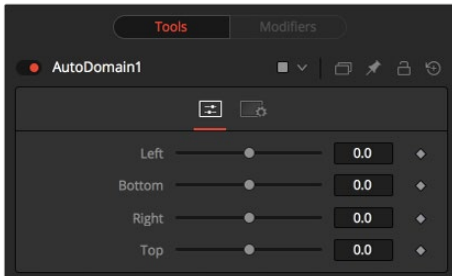 Tools Modifiers
AutoDomain1
Left 0.0
Bottom 0.0
Right 0.0
Top 0.0